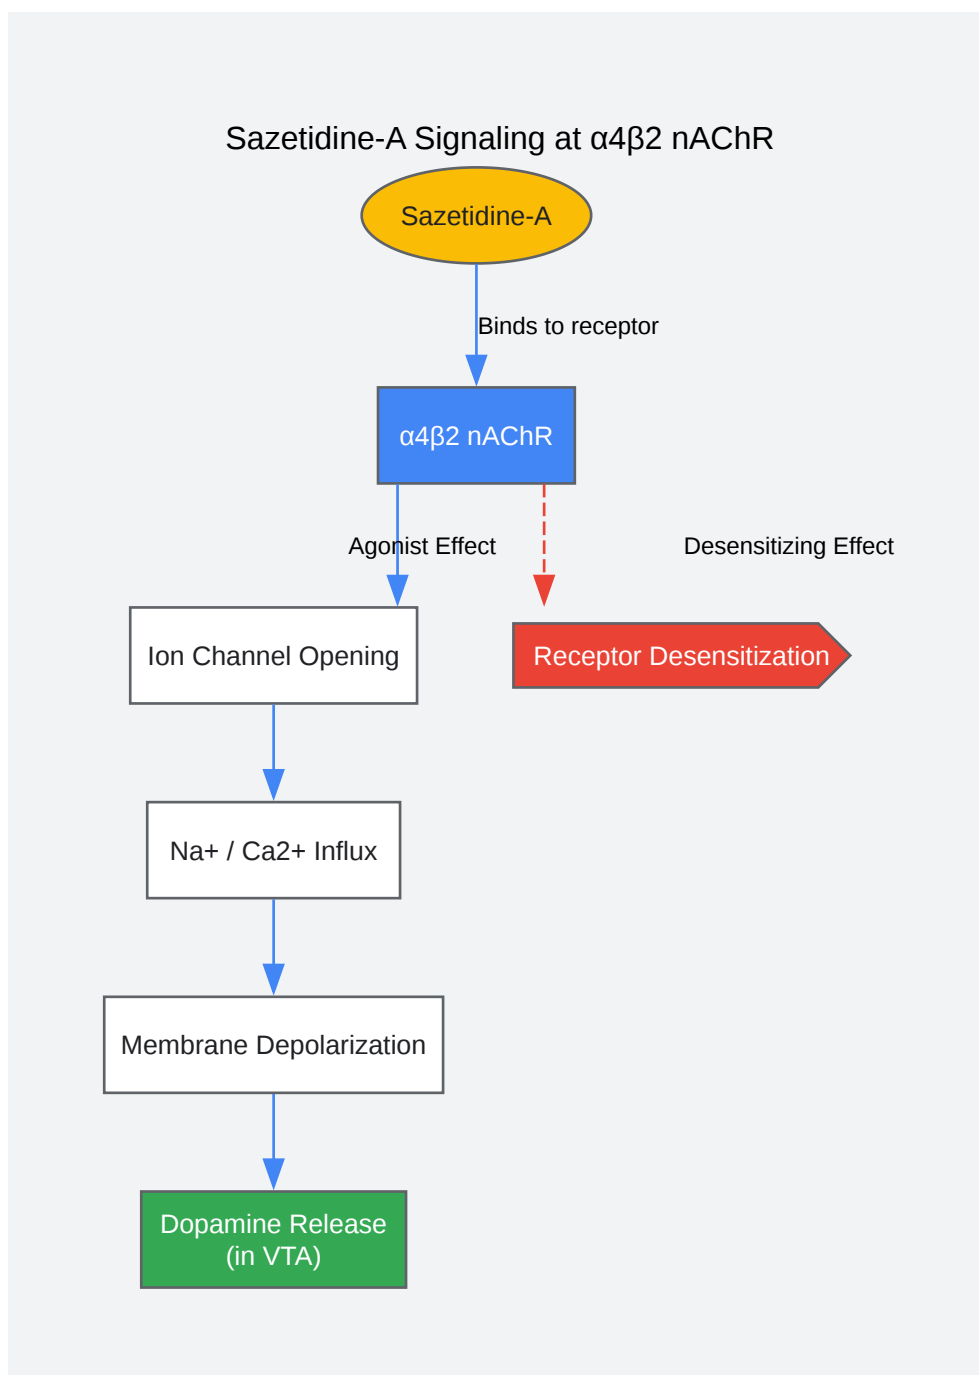 Sazetidine-A Signaling at α4β2 nAChR
Sazetidine-A
Binds to receptor
α4β2 nAChR
Agonist Effect
Desensitizing Effect
Ion Channel Opening
Receptor Desensitization
Na+ / Ca2+ Influx
Membrane Depolarization
Dopamine Release
(in VTA)